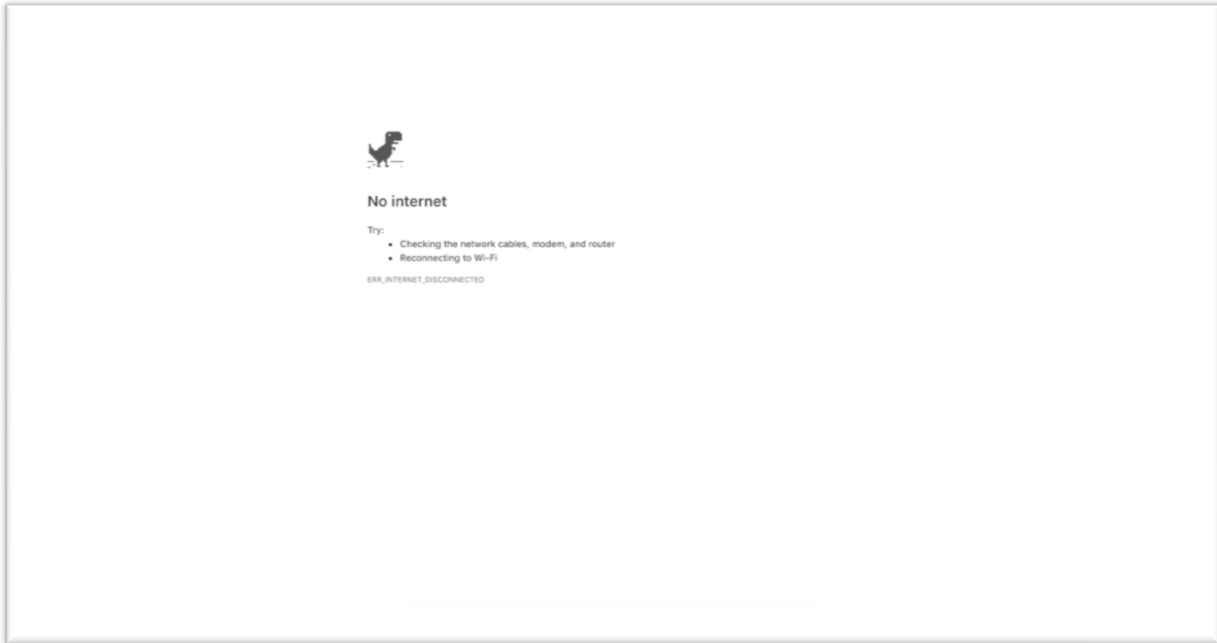 No internet
Try:
• Checking the network cables, modem, and router
• Reconnecting to Wi-Fi
ERR_INTERNET_DISCONNECTED